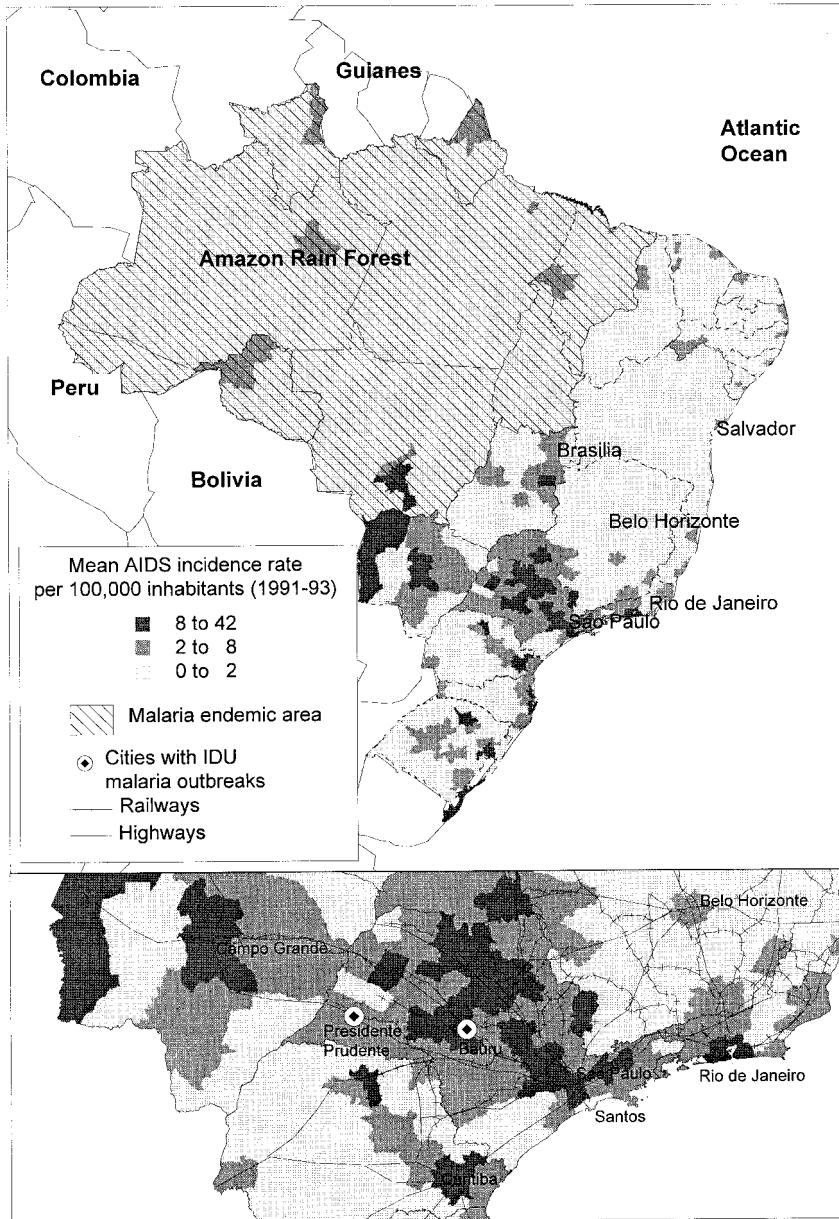 Colombia
Guianes
Atlantic
Ocean
Amazon Rain Forest
Peru
Bolivia
Salvador
Brasilia
Belo Horizonte
Rio de Janeiro
Sao Paulo
Mean AIDS incidence rate
per 100,000 inhabitants (1991-93)
8 to 42
2 to 8
0 to 2
Malaria endemic area
Cities with IDU
malaria outbreaks
Railways
Highways
Belo Horizonte
Campo Grande
Presidente
Prudente
Bauru
Sao Paulo
Rio de Janeiro
Santos
Curitiba